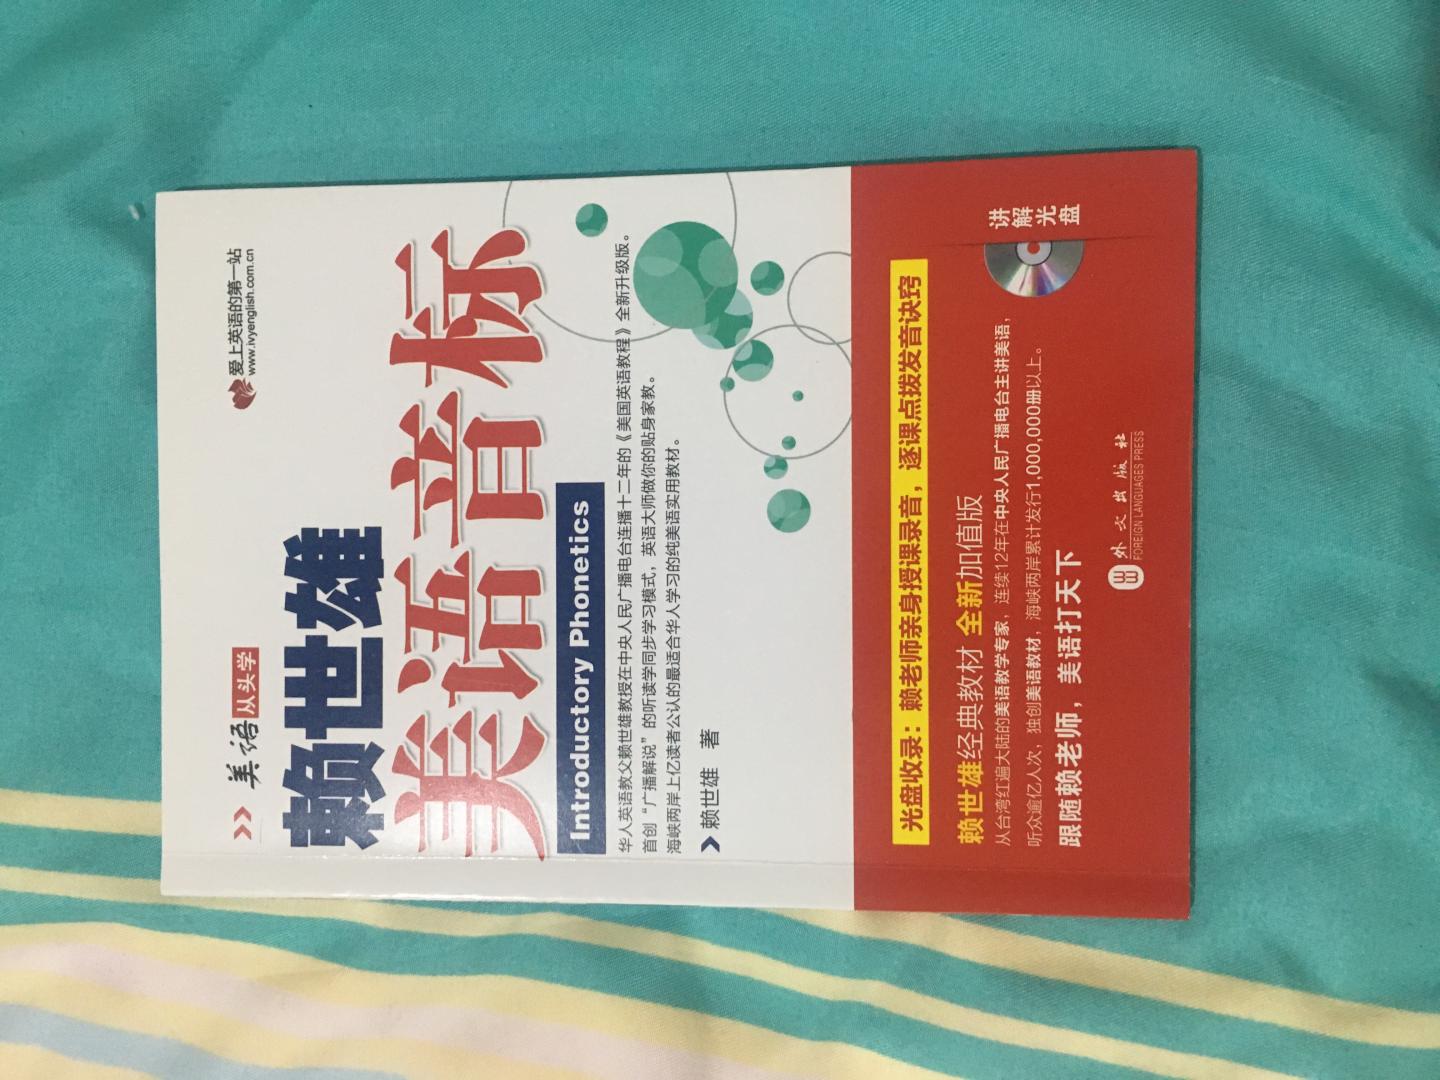 爱上英语的第一站
www.ivyenglish.com.cn
美语从头学
赖世雄
美语音标
Introductory Phonetics
华人英语教父赖世雄教授在中央人民广播电台连播十二年的《美国英语教程》全新升级版。
首创“广播解说”的听读学同步学习模式，英语大师做你的贴身家教。
海峡两岸上亿读者公认的最适合华人学习的纯美语实用教材。
赖世雄 著
光盘收录：赖老师亲身授课录音，逐课点拨发音诀窍
讲解光盘
赖世雄经典教材 全新加值版
从台湾红遍大陆的美语教学专家，连续12年在中央人民广播电台主讲美语，
听众逾亿人次，独创美语教材，海峡两岸累计发行1,000,000册以上。
跟随赖老师，美语打天下
外文出版社
FOREIGN LANGUAGES PRESS